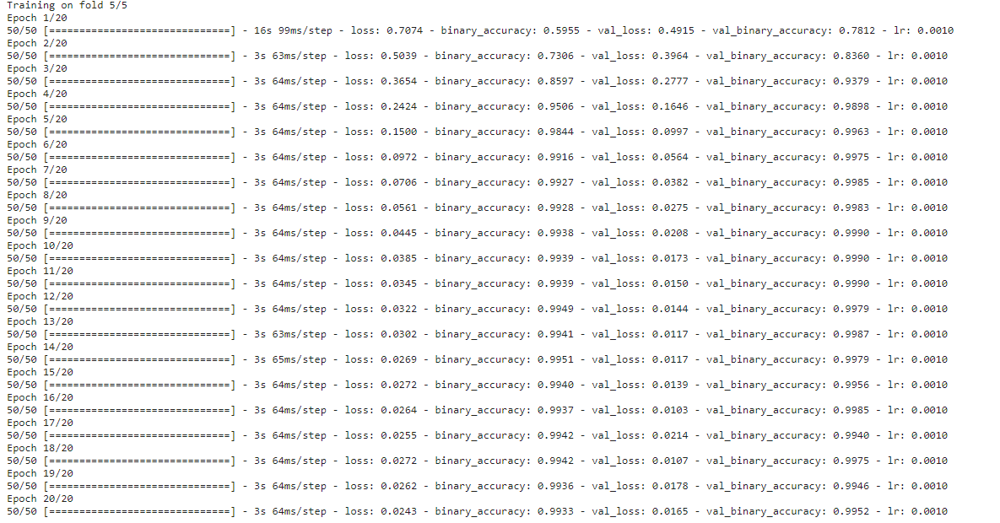 Training on fold 5/5
Epoch 1/20
50/50 [==============================] - 16s 99ms/step - loss: 0.7074 - binary_accuracy: 0.5955 - val_loss: 0.4915 - val_binary_accuracy: 0.7812 - lr: 0.0010
Epoch 2/20
50/50 [==============================] - 3s 63ms/step - loss: 0.5039 - binary_accuracy: 0.7306 - val_loss: 0.3964 - val_binary_accuracy: 0.8360 - lr: 0.0010
Epoch 3/20
50/50 [==============================] - 3s 64ms/step - loss: 0.3654 - binary_accuracy: 0.8597 - val_loss: 0.2777 - val_binary_accuracy: 0.9379 - lr: 0.0010
Epoch 4/20
50/50 [==============================] - 3s 64ms/step - loss: 0.2424 - binary_accuracy: 0.9506 - val_loss: 0.1646 - val_binary_accuracy: 0.9898 - lr: 0.0010
Epoch 5/20
50/50 [==============================] - 3s 64ms/step - loss: 0.1500 - binary_accuracy: 0.9844 - val_loss: 0.0997 - val_binary_accuracy: 0.9963 - lr: 0.0010
Epoch 6/20
50/50 [==============================] - 3s 64ms/step - loss: 0.0972 - binary_accuracy: 0.9916 - val_loss: 0.0564 - val_binary_accuracy: 0.9975 - lr: 0.0010
Epoch 7/20
50/50 [==============================] - 3s 64ms/step - loss: 0.0706 - binary_accuracy: 0.9927 - val_loss: 0.0382 - val_binary_accuracy: 0.9985 - lr: 0.0010
Epoch 8/20
50/50 [==============================] - 3s 64ms/step - loss: 0.0561 - binary_accuracy: 0.9928 - val_loss: 0.0275 - val_binary_accuracy: 0.9983 - lr: 0.0010
Epoch 9/20
50/50 [==============================] - 3s 64ms/step - loss: 0.0445 - binary_accuracy: 0.9938 - val_loss: 0.0208 - val_binary_accuracy: 0.9990 - lr: 0.0010
Epoch 10/20
50/50 [==============================] - 3s 64ms/step - loss: 0.0385 - binary_accuracy: 0.9939 - val_loss: 0.0173 - val_binary_accuracy: 0.9990 - lr: 0.0010
Epoch 11/20
50/50 [==============================] - 3s 64ms/step - loss: 0.0345 - binary_accuracy: 0.9939 - val_loss: 0.0150 - val_binary_accuracy: 0.9990 - lr: 0.0010
Epoch 12/20
50/50 [==============================] - 3s 64ms/step - loss: 0.0322 - binary_accuracy: 0.9949 - val_loss: 0.0144 - val_binary_accuracy: 0.9979 - lr: 0.0010
Epoch 13/20
50/50 [==============================] - 3s 63ms/step - loss: 0.0302 - binary_accuracy: 0.9941 - val_loss: 0.0117 - val_binary_accuracy: 0.9987 - lr: 0.0010
Epoch 14/20
50/50 [==============================] - 3s 65ms/step - loss: 0.0269 - binary_accuracy: 0.9951 - val_loss: 0.0117 - val_binary_accuracy: 0.9979 - lr: 0.0010
Epoch 15/20
50/50 [==============================] - 3s 64ms/step - loss: 0.0272 - binary_accuracy: 0.9940 - val_loss: 0.0139 - val_binary_accuracy: 0.9956 - lr: 0.0010
Epoch 16/20
50/50 [==============================] - 3s 64ms/step - loss: 0.0264 - binary_accuracy: 0.9937 - val_loss: 0.0103 - val_binary_accuracy: 0.9985 - lr: 0.0010
Epoch 17/20
50/50 [==============================] - 3s 64ms/step - loss: 0.0255 - binary_accuracy: 0.9942 - val_loss: 0.0214 - val_binary_accuracy: 0.9940 - lr: 0.0010
Epoch 18/20
50/50 [==============================] - 3s 64ms/step - loss: 0.0272 - binary_accuracy: 0.9942 - val_loss: 0.0107 - val_binary_accuracy: 0.9975 - lr: 0.0010
Epoch 19/20
50/50 [==============================] - 3s 64ms/step - loss: 0.0262 - binary_accuracy: 0.9936 - val_loss: 0.0178 - val_binary_accuracy: 0.9946 - lr: 0.0010
Epoch 20/20
50/50 [==============================] - 3s 64ms/step - loss: 0.0243 - binary_accuracy: 0.9933 - val_loss: 0.0165 - val_binary_accuracy: 0.9952 - lr: 0.0010